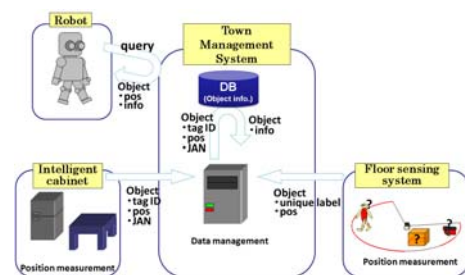 Robot
query
Object
・pos
・info
Town
Management
System
DB
(Object info.)
Object
・tag ID
・pos
・JAN
Object
・info
Intelligent
cabinet
Object
・tag ID
・pos
・JAN
Position measurement
Data management
Object
・unique label
・pos
Floor sensing
system
?
?
?
Position measurement